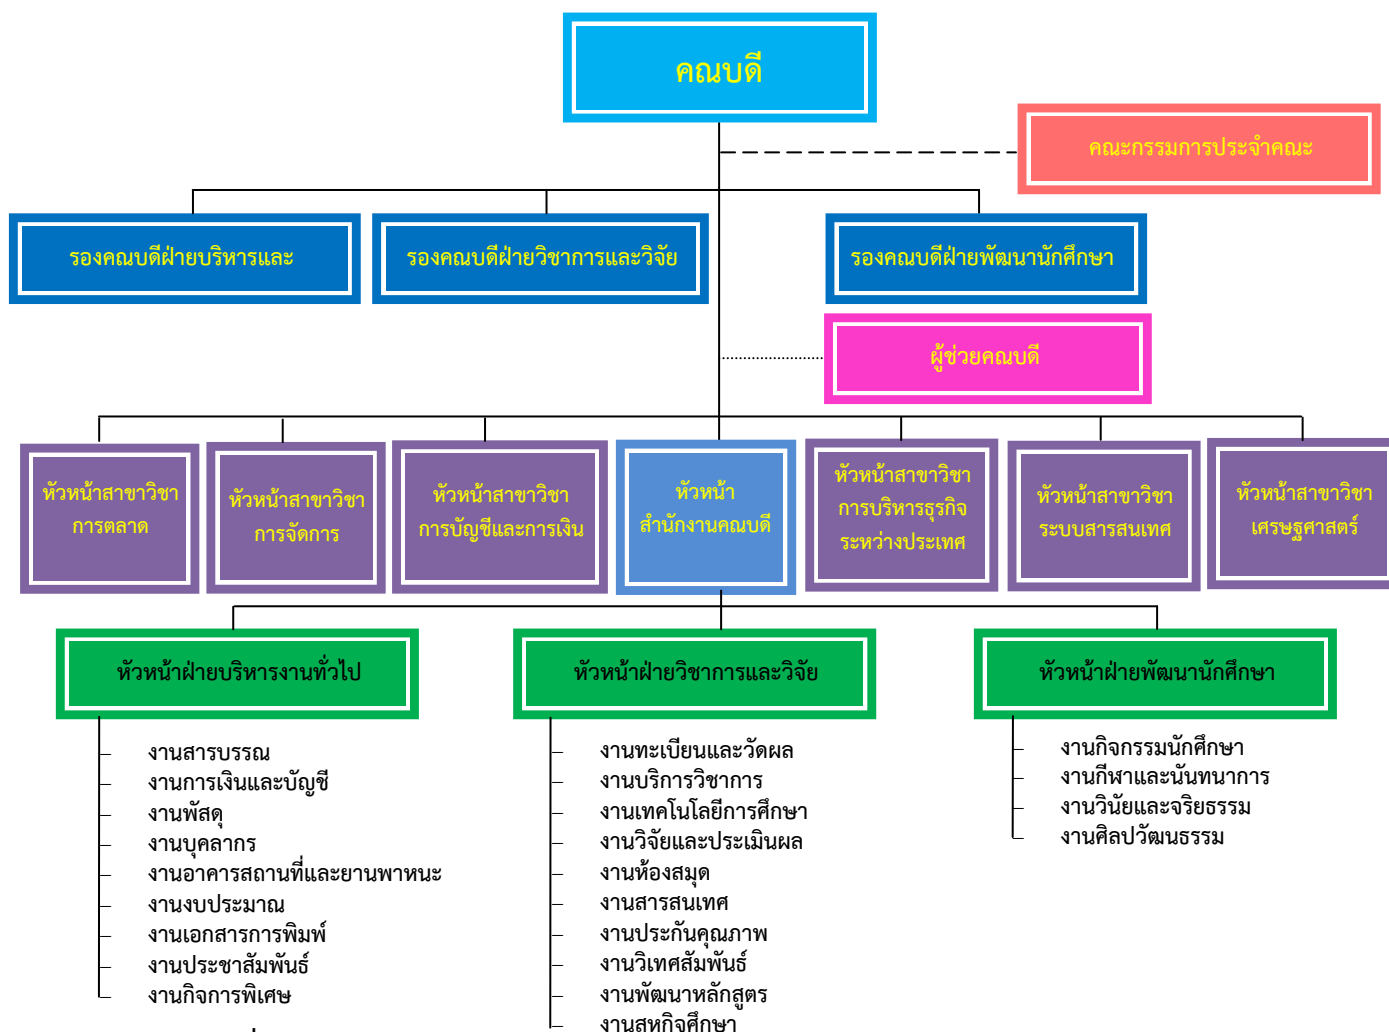 คณบดี
คณะกรรมการประจำคณะ
รองคณบดีฝ่ายบริหารและ
รองคณบดีฝ่ายวิชาการและวิจัย
รองคณบดีฝ่ายพัฒนานักศึกษา
ผู้ช่วยคณบดี
หัวหน้าสาขาวิชา
การตลาด
หัวหน้าสาขาวิชา
การจัดการ
หัวหน้าสาขาวิชา
การบัญชีและการเงิน
หัวหน้า
สำนักงานคณบดี
หัวหน้าสาขาวิชา
การบริหารธุรกิจ
ระหว่างประเทศ
หัวหน้าสาขาวิชา
ระบบสารสนเทศ
หัวหน้าสาขาวิชา
เศรษฐศาสตร์
หัวหน้าฝ่ายบริหารงานทั่วไป
งานสารบรรณ
งานการเงินและบัญชี
งานพัสดุ
งานบุคลากร
งานอาคารสถานที่และยานพาหนะ
งานงบประมาณ
งานเอกสารการพิมพ์
งานประชาสัมพันธ์
งานกิจการพิเศษ
หัวหน้าฝ่ายวิชาการและวิจัย
งานทะเบียนและวัดผล
งานบริการวิชาการ
งานเทคโนโลยีการศึกษา
งานวิจัยและประเมินผล
งานห้องสมุด
งานสารสนเทศ
งานประกันคุณภาพ
งานวิเทศสัมพันธ์
งานพัฒนาหลักสูตร
งานสหกิจศึกษา
หัวหน้าฝ่ายพัฒนานักศึกษา
งานกิจกรรมนักศึกษา
งานกีฬาและนันทนาการ
งานวินัยและจริยธรรม
งานศิลปวัฒนธรรม